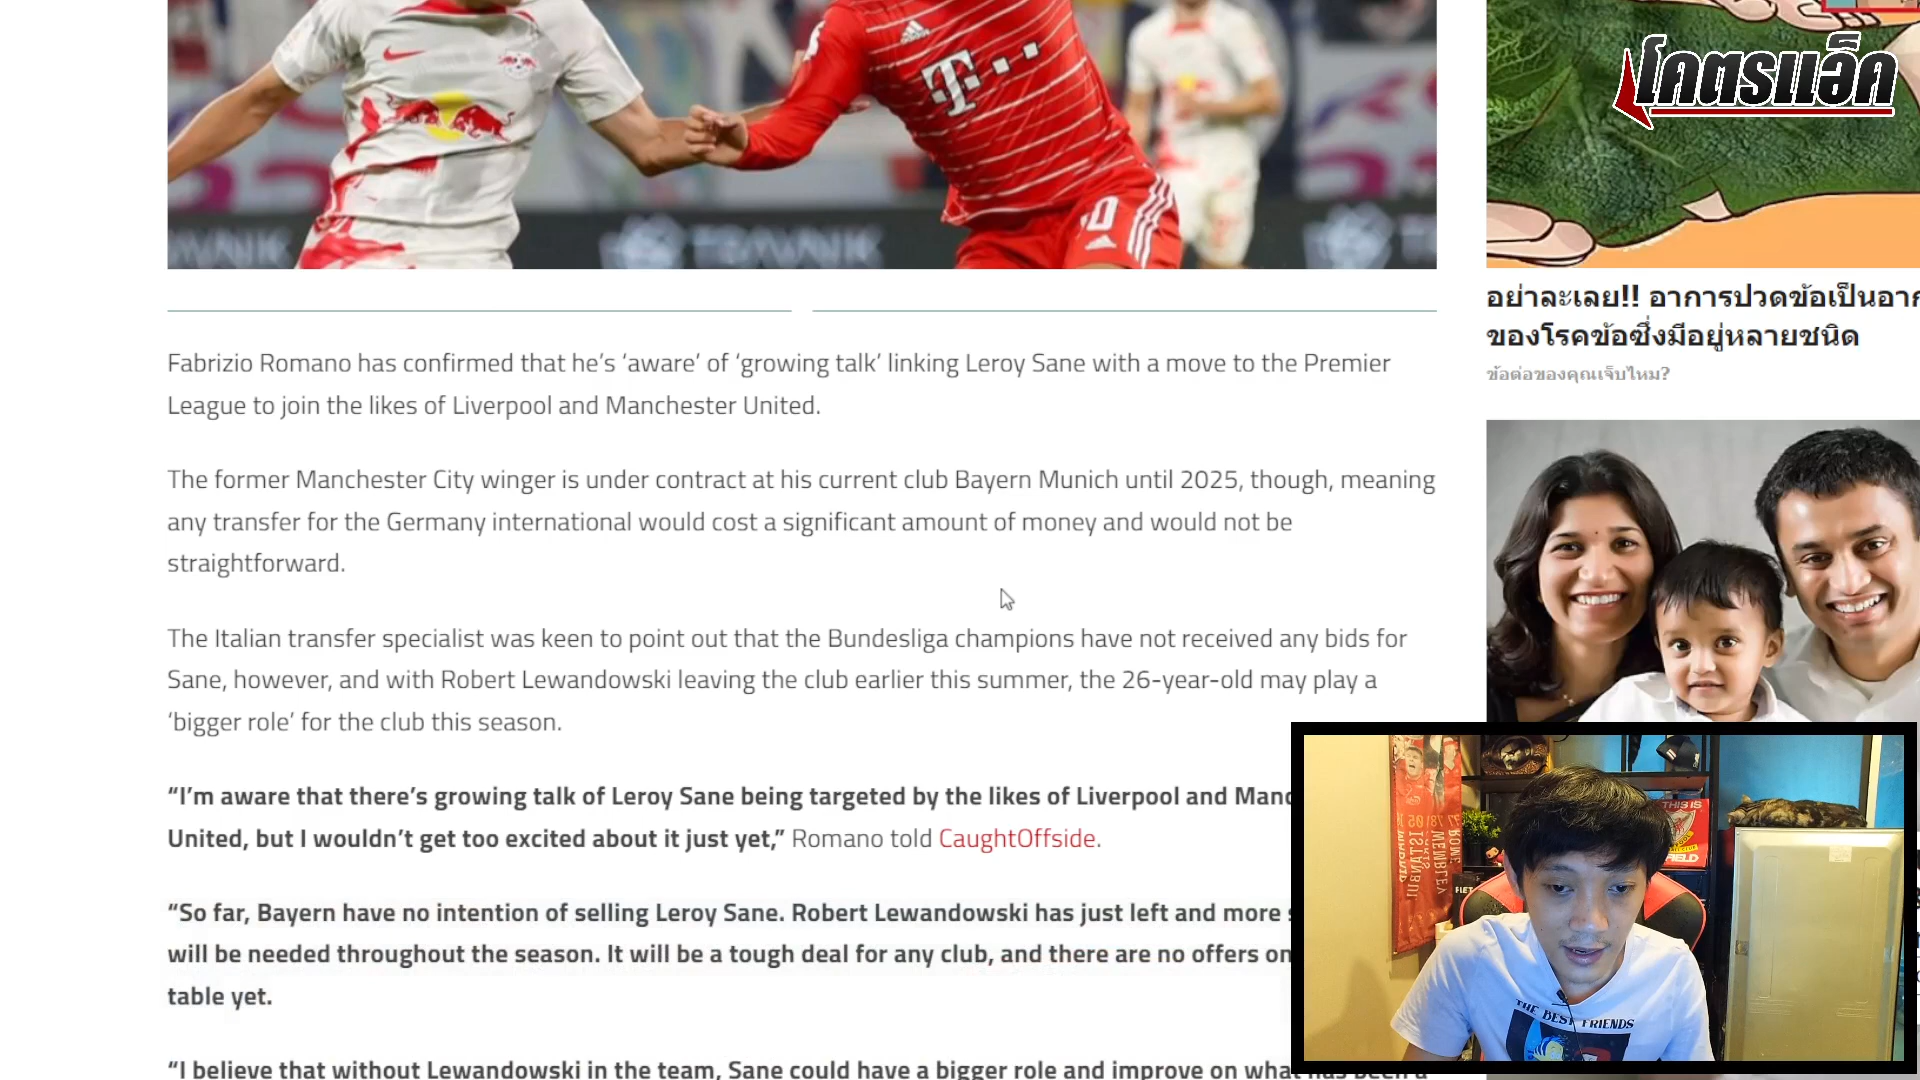 โคตรแอ็ค
T
10
อย่าละเลย!! อาการปวดข้อเป็นอาก
ของโรคข้อซึ่งมีอยู่หลายชนิด
ข้อต่อของคุณเจ็บไหม?
Fabrizio Romano has confirmed that he’s ‘aware’ of ‘growing talk’ linking Leroy Sane with a move to the Premier
League to join the likes of Liverpool and Manchester United.
The former Manchester City winger is under contract at his current club Bayern Munich until 2025, though, meaning
any transfer for the Germany international would cost a significant amount of money and would not be
straightforward.
The Italian transfer specialist was keen to point out that the Bundesliga champions have not received any bids for
Sane, however, and with Robert Lewandowski leaving the club earlier this summer, the 26-year-old may play a
‘bigger role’ for the club this season.
“I’m aware that there’s growing talk of Leroy Sane being targeted by the likes of Liverpool and Manc
United, but I wouldn’t get too excited about it just yet,” Romano told CaughtOffside.
“So far, Bayern have no intention of selling Leroy Sane. Robert Lewandowski has just left and more
will be needed throughout the season. It will be a tough deal for any club, and there are no offers on
table yet.
“I believe that without Lewandowski in the team, Sane could have a bigger role and improve on what has been a
THIS IS
FIELD
THE BEST FRIENDS